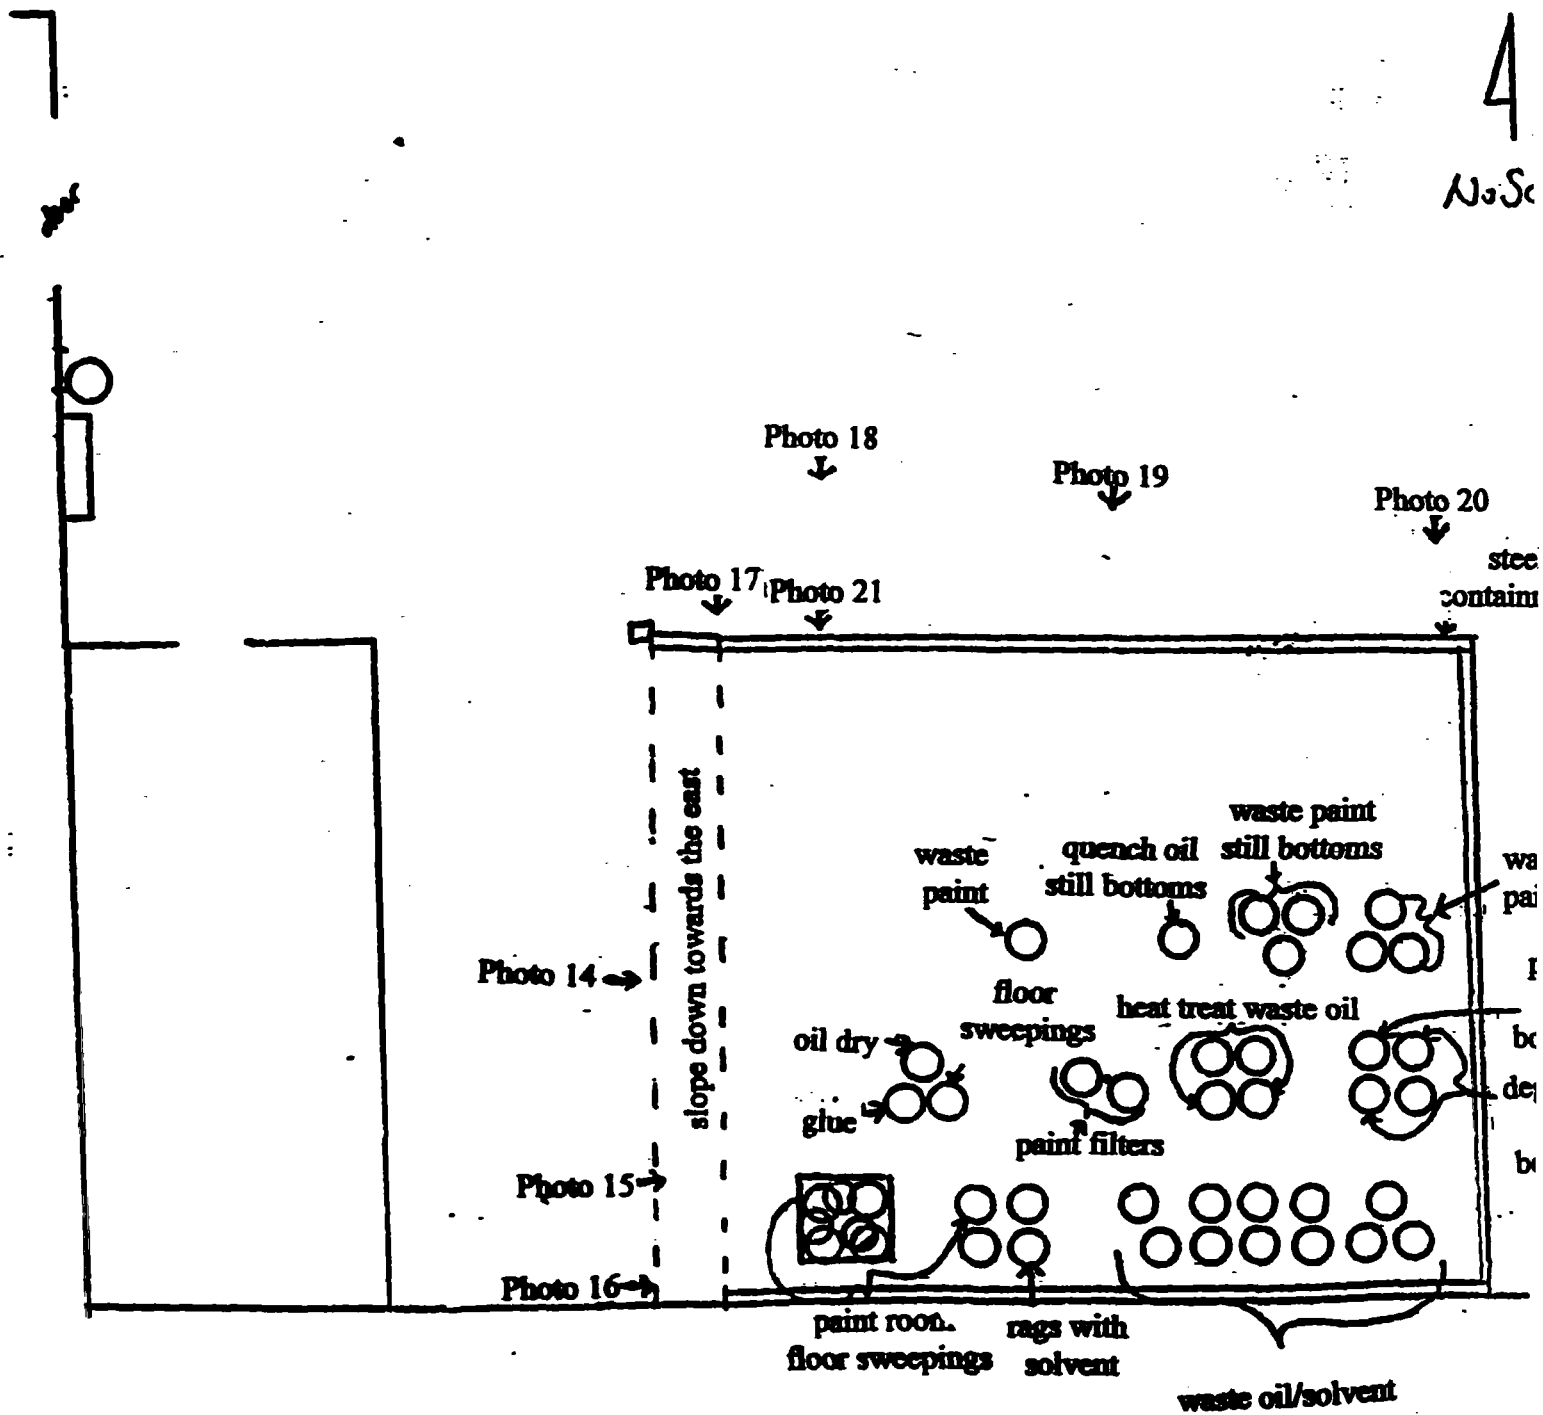 Photo 18
Photo 19
Photo 20
Photo 17
Photo 21
slope down towards the east
waste paint
still bottoms
quench oil
still bottoms
waste
paint
Photo 14
floor
sweepings
heat treat waste oil
oil dry
glue
paint filters
Photo 15
Photo 16
paint
floor sweepings
rags with
solvent
waste oil/solvent